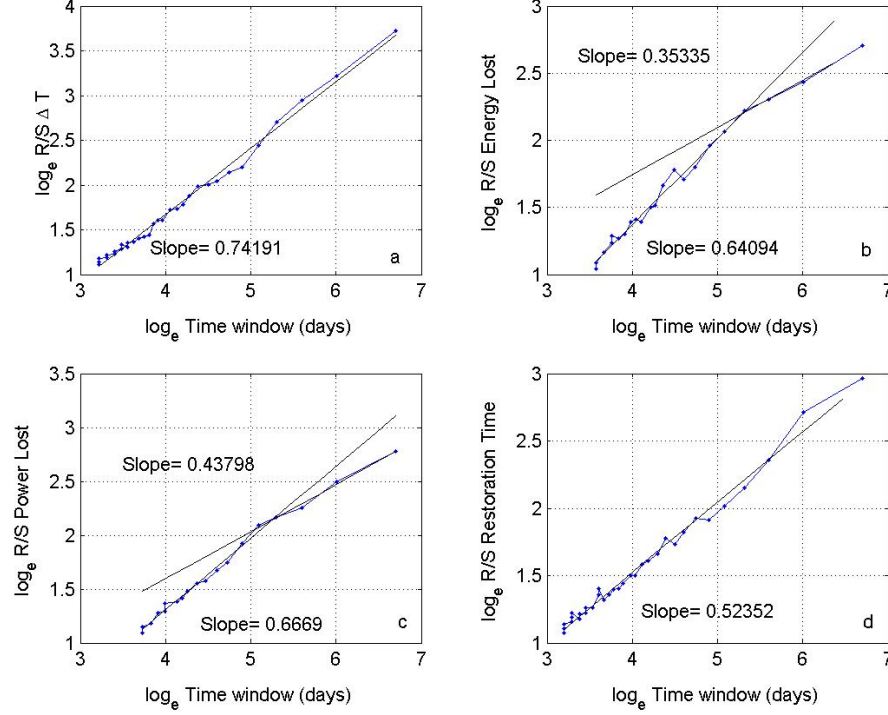 4
3.5
3
2.5
2
1.5
1
log_e R/S Δ T
Slope= 0.74191
a
3 4 5 6 7
log_e Time window (days)
3
2.5
2
1.5
1
log_e R/S Energy Lost
Slope= 0.35335
Slope= 0.64094
b
3 4 5 6 7
log_e Time window (days)
3.5
3
2.5
2
1.5
1
log_e R/S Power Lost
Slope= 0.43798
Slope= 0.6669
c
3 4 5 6 7
log_e Time window (days)
3
2.5
2
1.5
1
log_e R/S Restoration Time
Slope= 0.52352
d
3 4 5 6 7
log_e Time window (days)